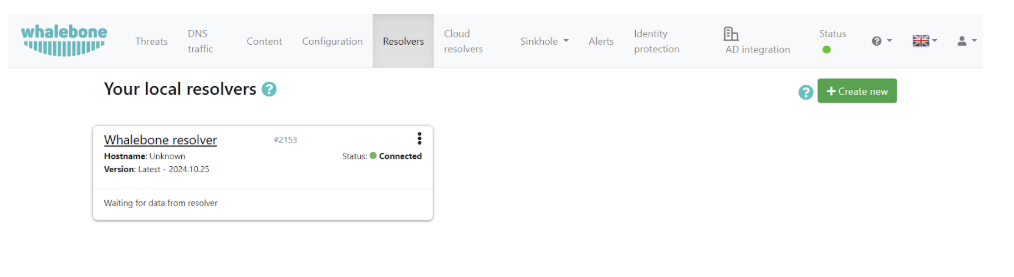 whalebone
Threats
DNS
traffic
Content
Configuration
Resolvers
Cloud
resolvers
Sinkhole
Alerts
Identity
protection
AD integration
Status
Your local resolvers ?
? + Create new
Whalebone resolver #2153
Hostname: Unknown Status: Connected
Version: Latest - 2024.10.25
Waiting for data from resolver